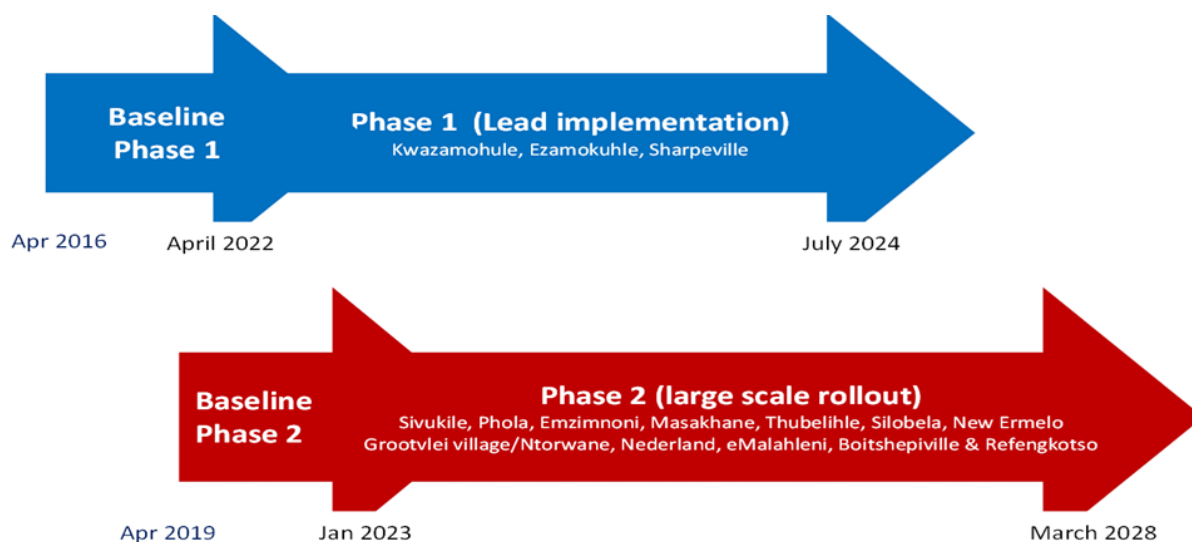 Baseline
Phase 1
Phase 1 (Lead implementation)
Kwazamohule, Ezamokuhle, Sharpeville
Apr 2016
April 2022
July 2024
Baseline
Phase 2
Phase 2 (large scale rollout)
Sivukile, Phola, Emzimnoni, Masakhane, Thubelihle, Silobela, New Ermelo
Grootvlei village/Ntorwane, Nederland, eMalahleni, Boitshepiville & Refengkotso
Apr 2019
Jan 2023
March 2028